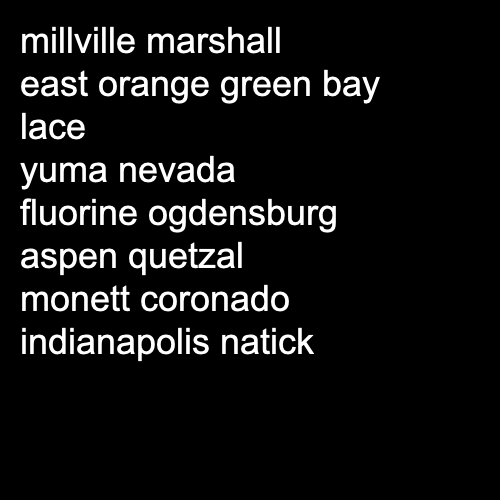 millville marshall
east orange green bay
lace
yuma nevada
fluorine ogdensburg
aspen quetzal
monett coronado
indianapolis natick